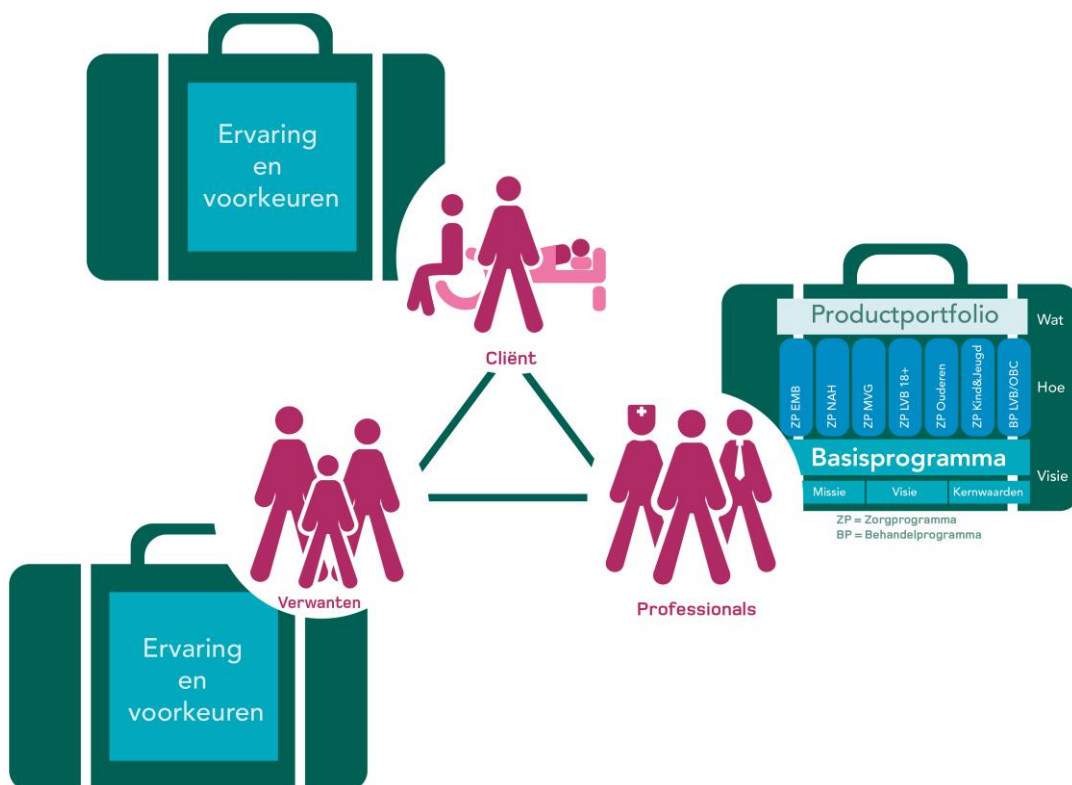 Ervaring
en
voorkeuren
Cliënt
Productportfolio
Wat
ZP EMB
ZP NAH
ZP MVG
ZP LVB 18+
ZP Ouderen
ZP Kind&Jeugd
BP LVB/OBC
Hoe
Basisprogramma
Visie
Missie
Visie
Kernwaarden
ZP = Zorgprogramma
BP = Behandelprogramma
Verwanten
Professionals
Ervaring
en
voorkeuren